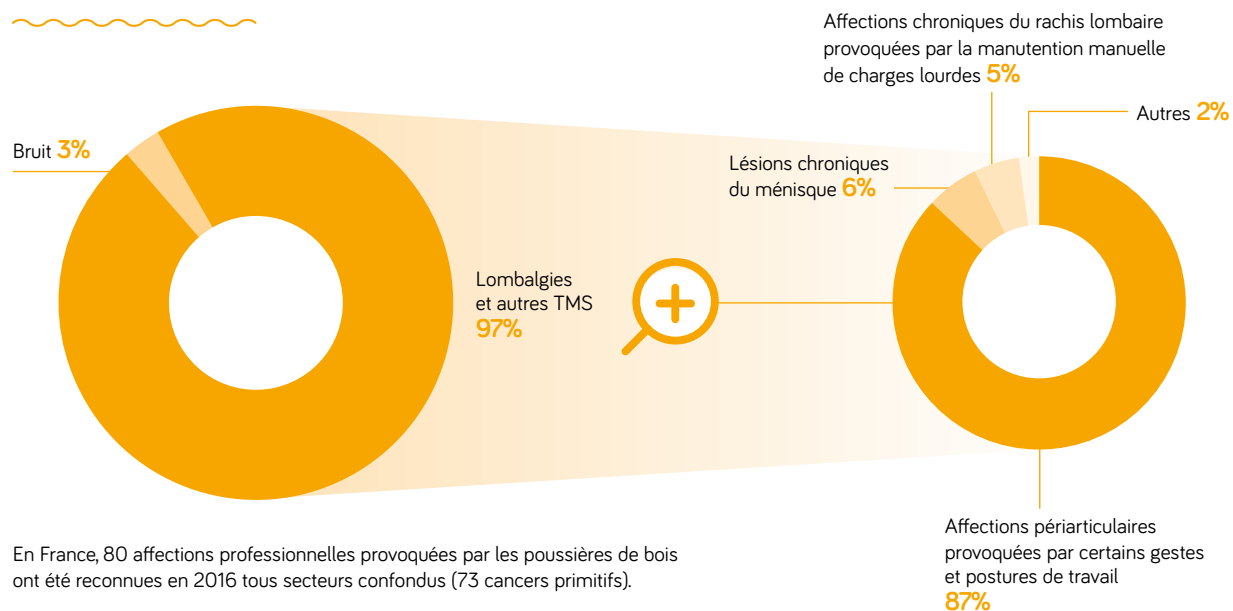 Bruit 3%
Lombalgies
et autres TMS
97%
Affections chroniques du rachis lombaire
provoquées par la manutention manuelle
de charges lourdes 5%
Autres 2%
Lésions chroniques
du ménisque 6%
Affections périarticulaires
provoquées par certains gestes
et postures de travail
87%
En France, 80 affections professionnelles provoquées par les poussières de bois
ont été reconnues en 2016 tous secteurs confondus (73 cancers primitifs).